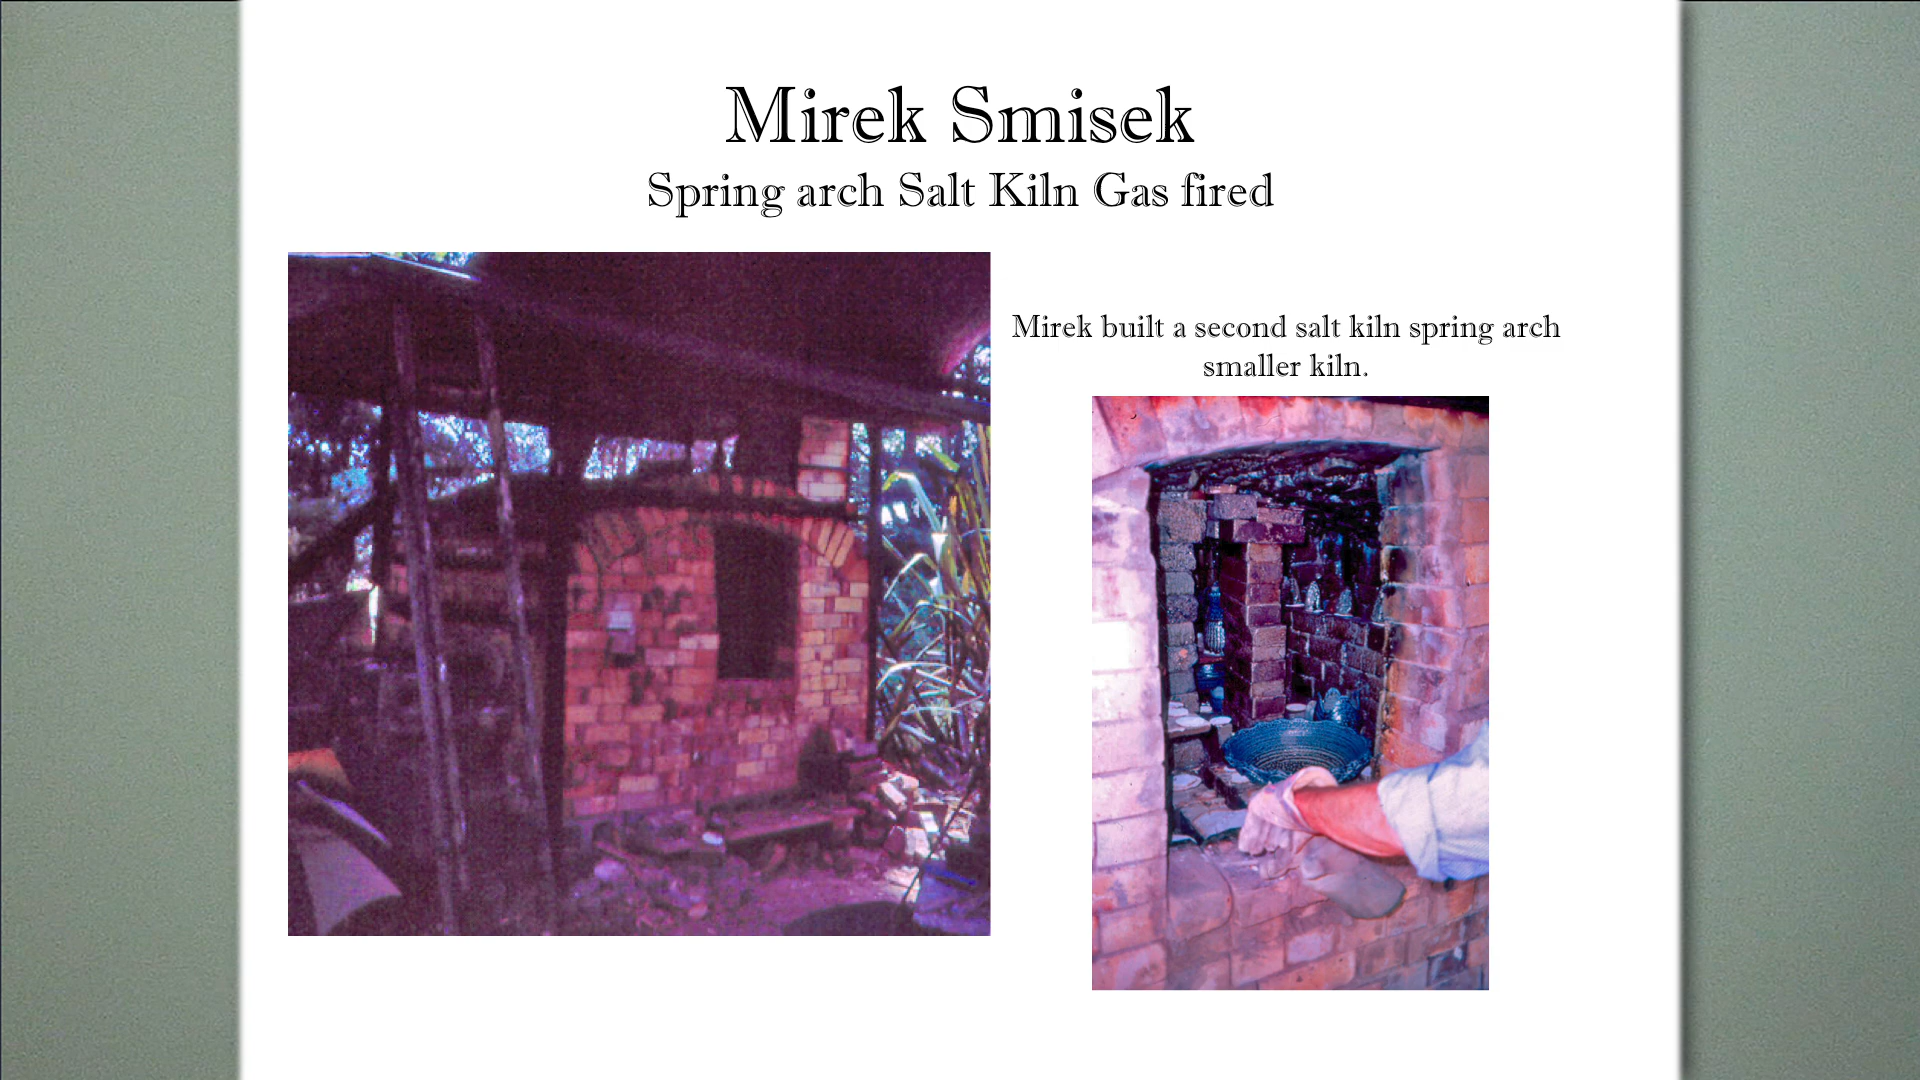 Mirek Smisek
Spring arch Salt Kiln Gas fired
Mirek built a second salt kiln spring arch
smaller kiln.